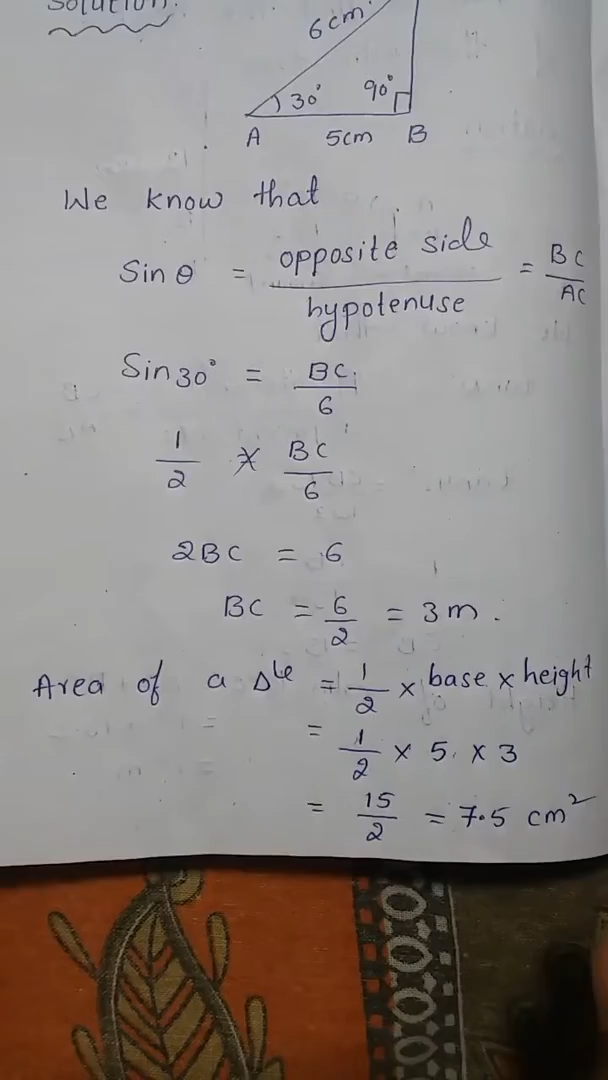 Solution:
6cm
30° 90°
A 5cm B
We know that
Sin θ = opposite side / hypotenuse = BC / AC
Sin 30° = BC / 6
1/2 × BC / 6
2BC = 6
BC = 6/2 = 3 m.
Area of a Δle = 1/2 × base × height
= 1/2 × 5 × 3
= 15/2 = 7.5 cm²